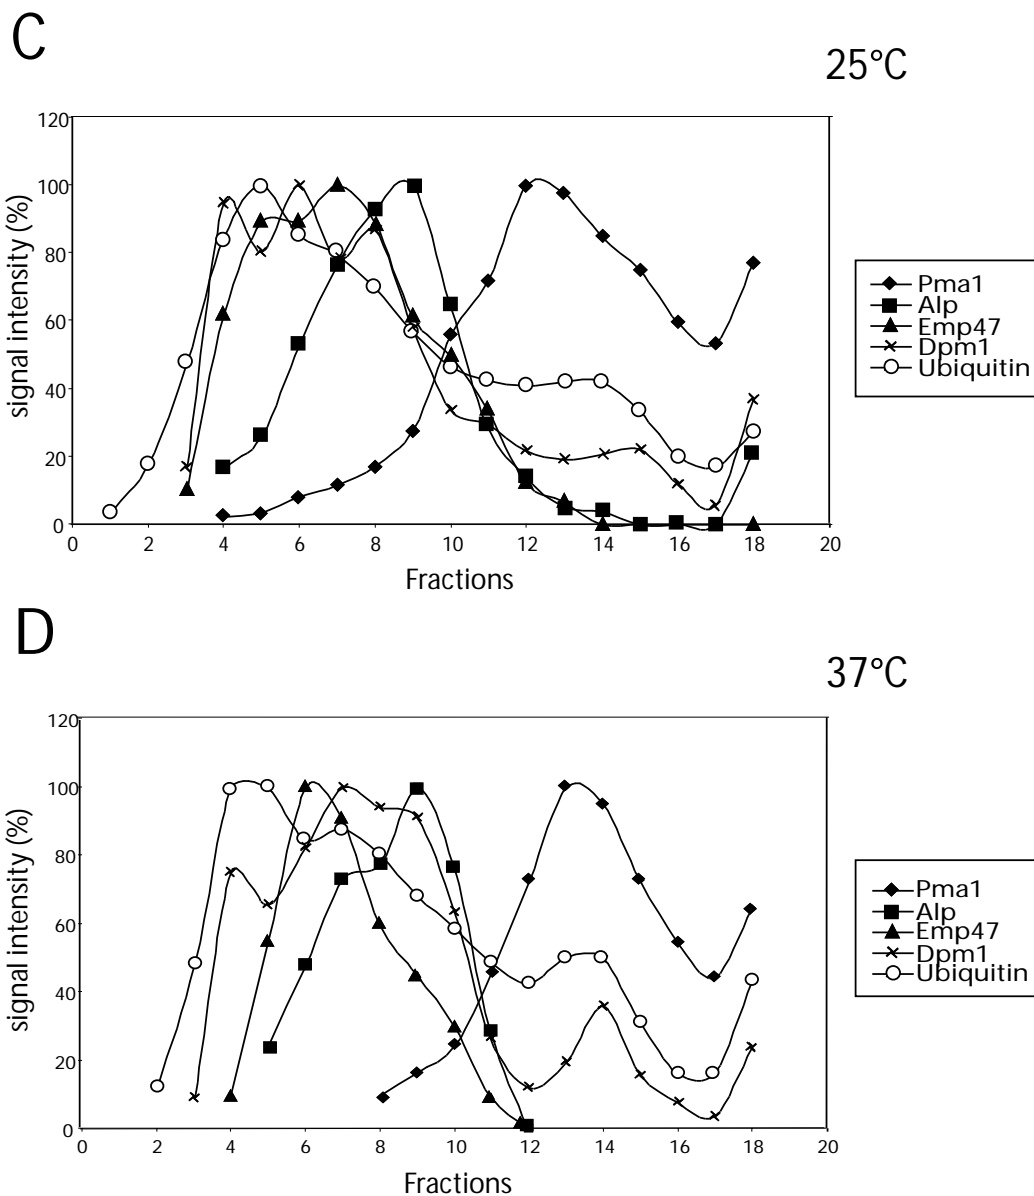 C
25°C
120
100
80
60
40
20
0
signal intensity (%)
0 2 4 6 8 10 12 14 16 18 20
Fractions
Pma1
Alp
Emp47
Dpm1
Ubiquitin
D
37°C
120
100
80
60
40
20
0
signal intensity (%)
0 2 4 6 8 10 12 14 16 18 20
Fractions
Pma1
Alp
Emp47
Dpm1
Ubiquitin